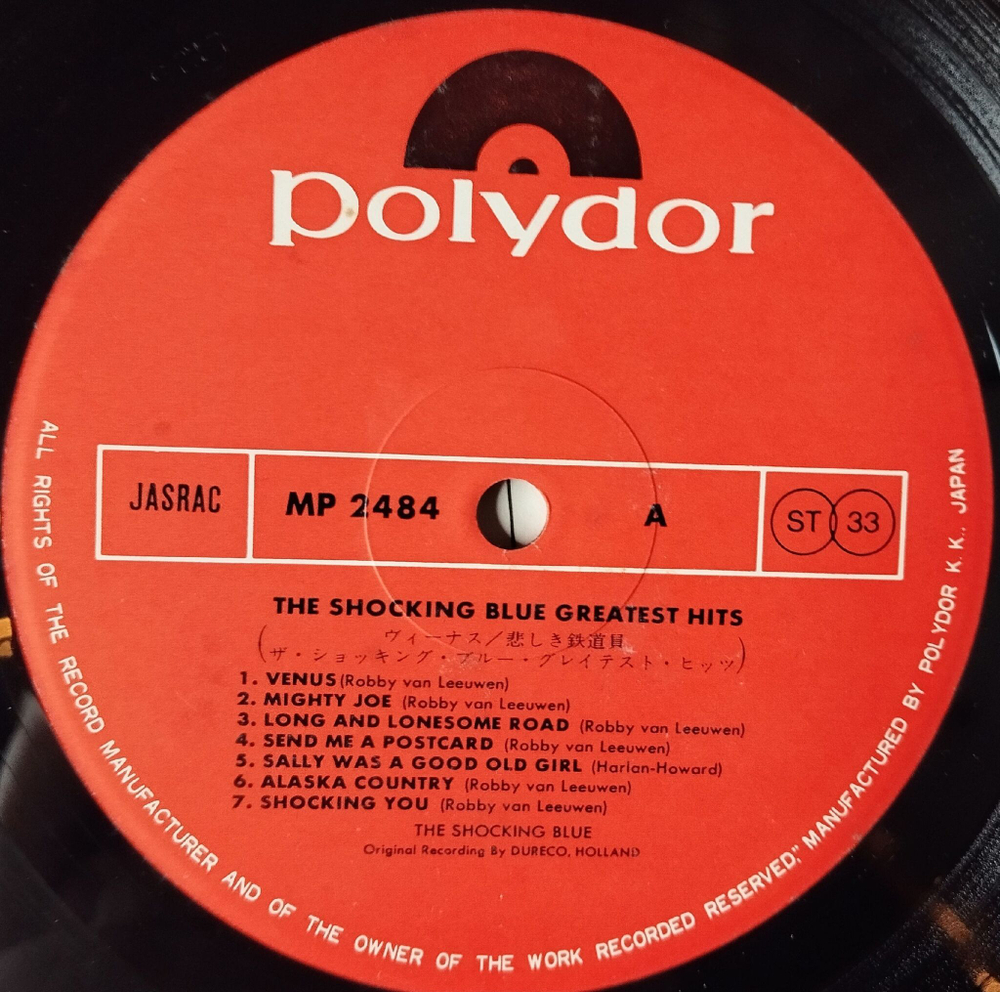 polydor
JASRAC
MP 2484
A
ST 33
THE SHOCKING BLUE GREATEST HITS
(ヴィーナス/悲しき鉄道員
ザ・ショッキング・ブルー・グレイテスト・ヒッツ)
1. VENUS (Robby van Leeuwen)
2. MIGHTY JOE (Robby van Leeuwen)
3. LONG AND LONESOME ROAD (Robby van Leeuwen)
4. SEND ME A POSTCARD (Robby van Leeuwen)
5. SALLY WAS A GOOD OLD GIRL (Harlan-Howard)
6. ALASKA COUNTRY (Robby van Leeuwen)
7. SHOCKING YOU (Robby van Leeuwen)
THE SHOCKING BLUE
Original Recording By DURECO, HOLLAND
ALL RIGHTS OF THE RECORD MANUFACTURER AND OF THE OWNER OF THE WORK RECORDED RESERVED," MANUFACTURED BY POLYDOR K.K., JAPAN